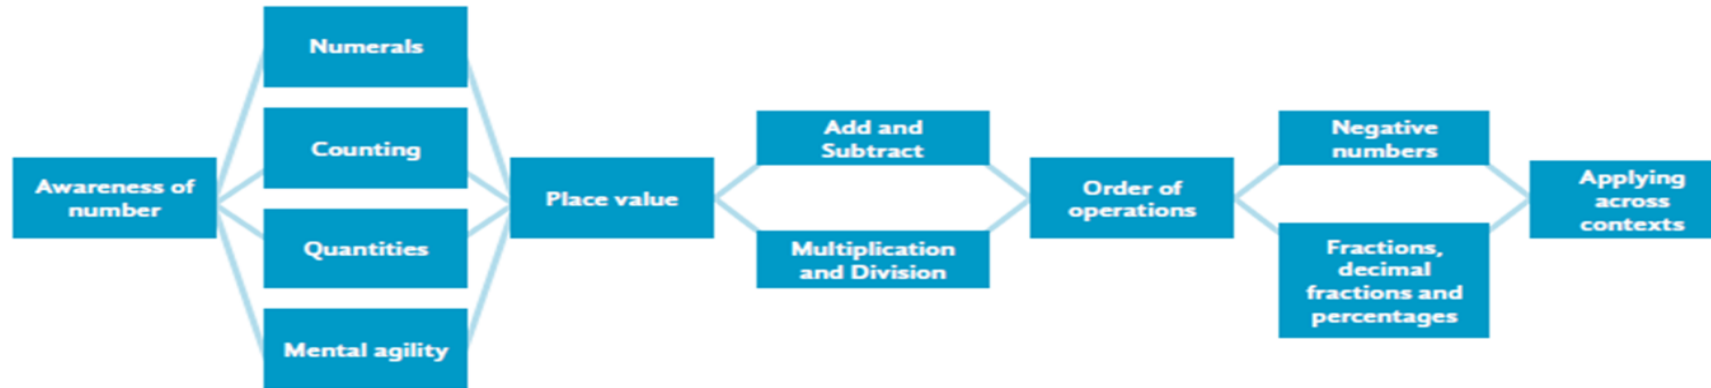 Numerals
Counting
Awareness of
number
Quantities
Mental agility
Place value
Add and
Subtract
Multiplication
and Division
Order of
operations
Negative
numbers
Fractions,
decimal
fractions and
percentages
Applying
across
contexts